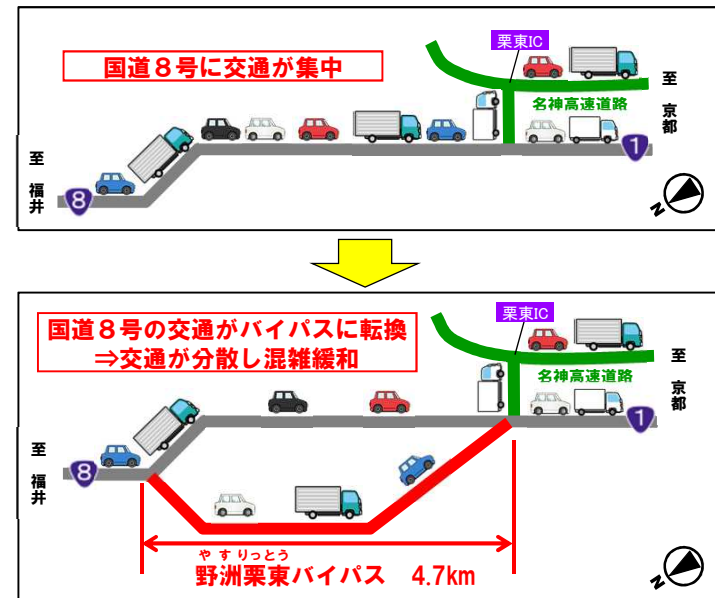 国道８号に交通が集中
栗東IC
名神高速道路
至 京都
1
至 福井
8
N
国道８号の交通がバイパスに転換
⇒交通が分散し混雑緩和
栗東IC
名神高速道路
至 京都
1
至 福井
8
やすりっとう
野洲栗東バイパス 4.7km
N